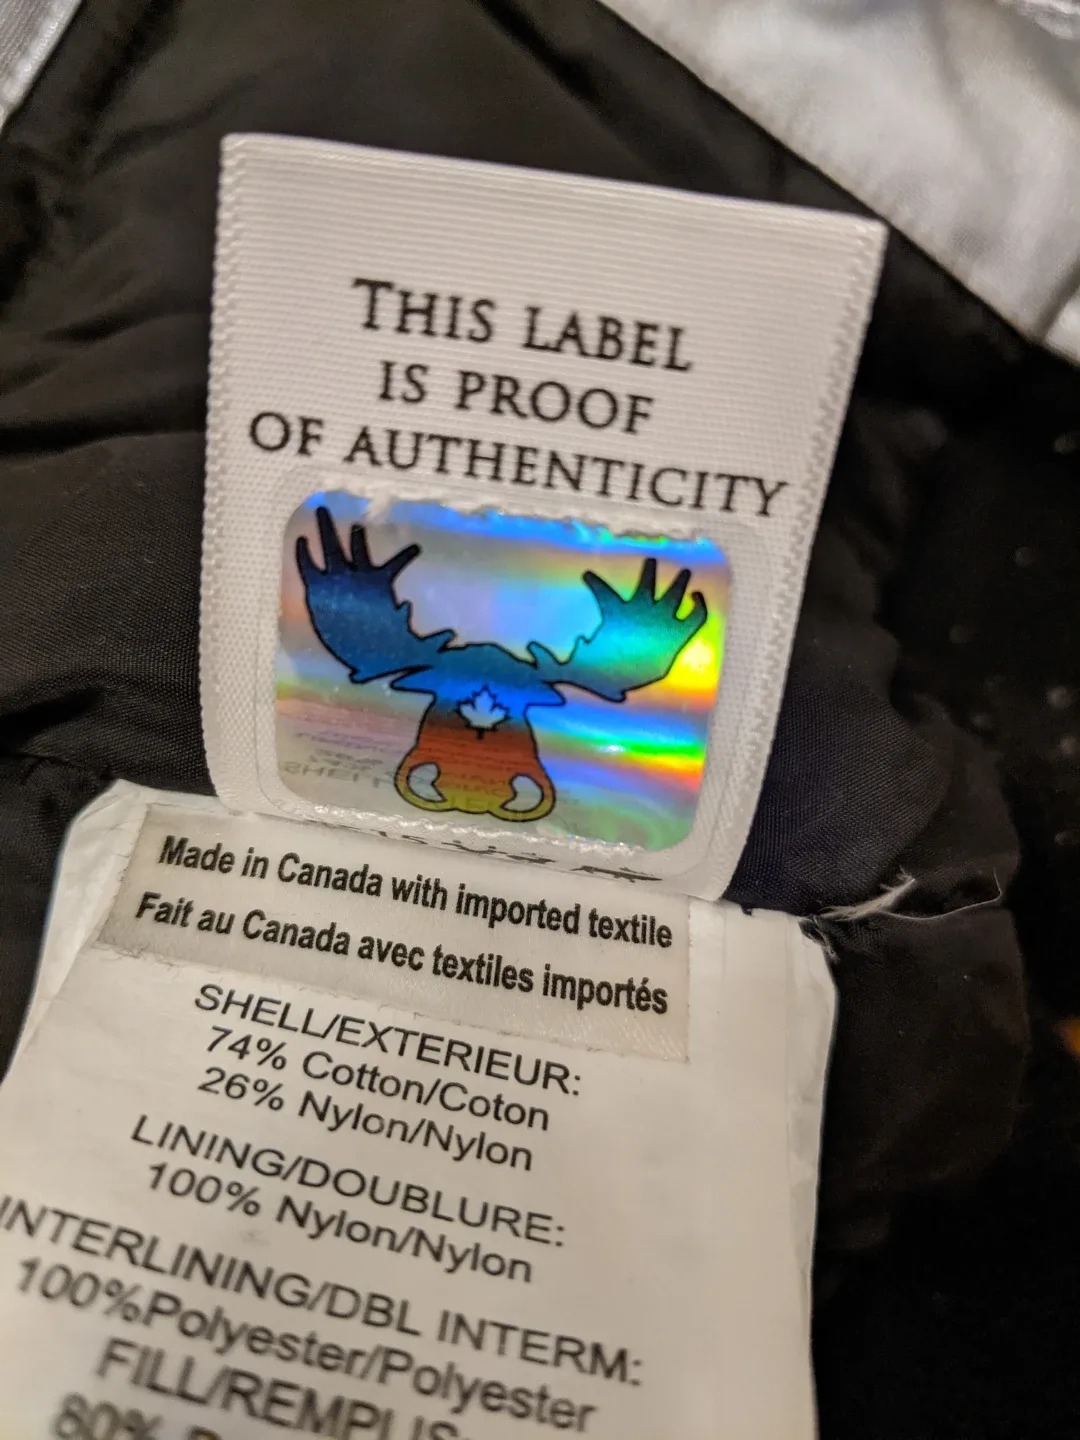 THIS LABEL
IS PROOF
OF AUTHENTICITY
Made in Canada with imported textile
Fait au Canada avec textiles importés
SHELL/EXTERIEUR:
74% Cotton/Coton
26% Nylon/Nylon
LINING/DOUBLURE:
100% Nylon/Nylon
INTERLINING/DBL INTERM:
100%Polyester/Polyester
FILL/REMPLIS:
80%